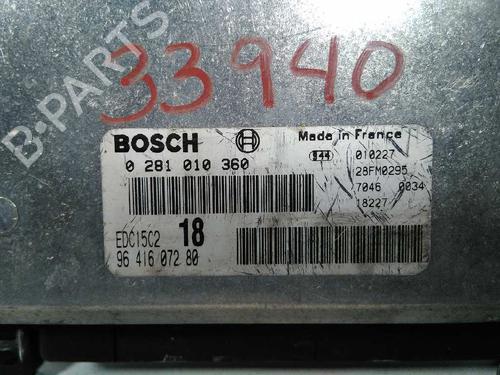 33940
B-PARTS
BOSCH
Made in France
0 281 010 360
944 010227
28FM0295
7046 0034
18227
EDC15C2 18
96 416 072 80